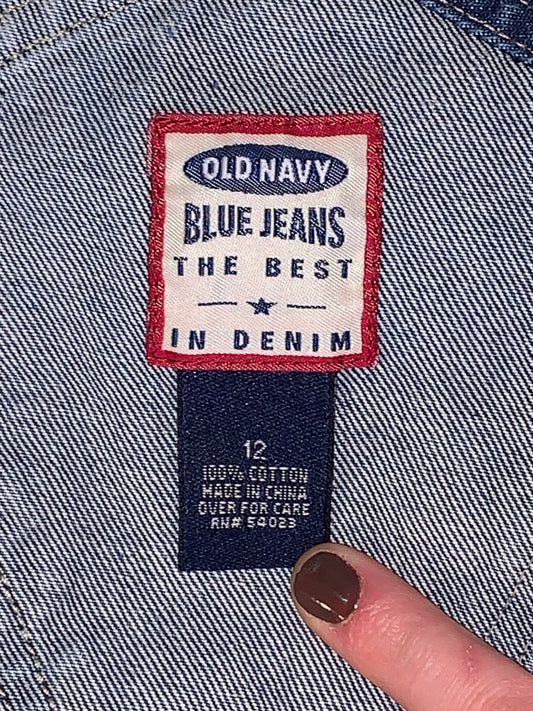 OLD NAVY
BLUE JEANS
THE BEST
IN DENIM
12
100% COTTON
MADE IN CHINA
OVER FOR CARE
RN# 54023